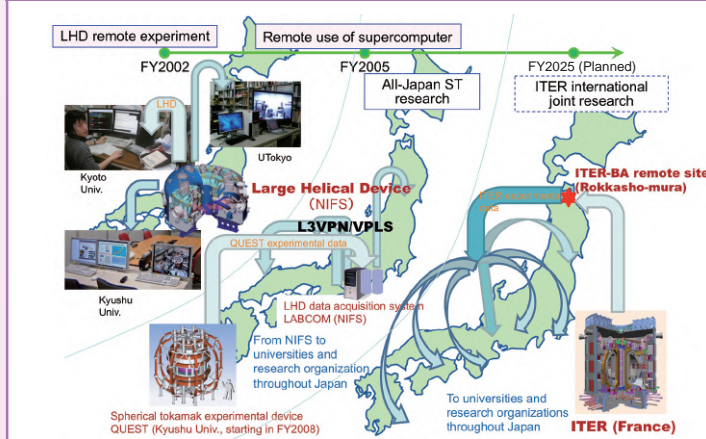 LHD remote experiment
Remote use of supercomputer
FY2002
FY2005
FY2025 (Planned)
All-Japan ST
research
ITER international
joint research
LHD
UTokyo
Kyoto
Univ.
ITER-BA remote site
(Rokkasho-mura)
ITER experimental
data
Large Helical Device
(NIFS)
L3VPN/VPLS
QUEST experimental data
Kyushu
Univ.
LHD data acquisition system
LABCOM (NIFS)
From NIFS to
universities and
research organization
throughout Japan
Spherical tokamak experimental device
QUEST (Kyushu Univ., starting in FY2008)
To universities and
research organizations
throughout Japan
ITER (France)